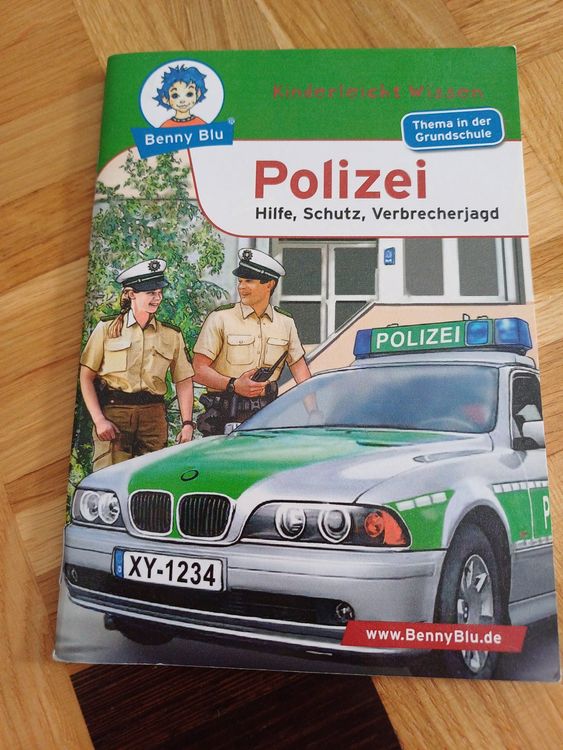 Kinderleicht Wissen
Benny Blu®
Thema in der
Grundschule
Polizei
Hilfe, Schutz, Verbrecherjagd
POLIZEI
P
XY-1234
www.BennyBlu.de